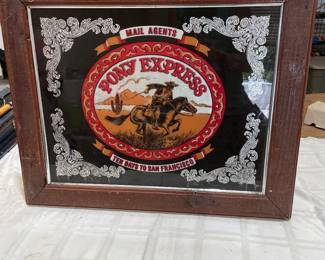 MAIL AGENTS
PONY EXPRESS
TEN DAYS TO SAN FRANCISCO